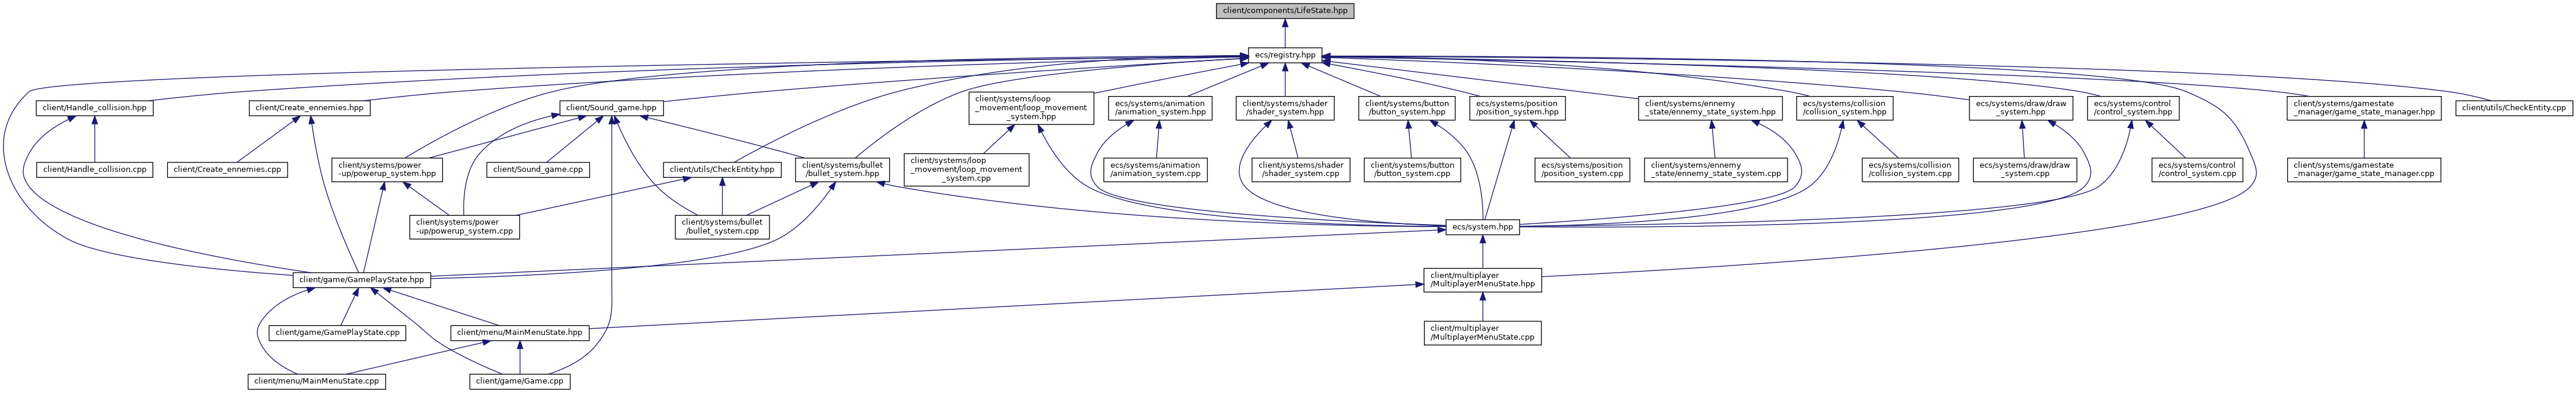 client/components/LifeState.hpp
ecs/registry.hpp
client/Handle_collision.hpp
client/Create_ennemies.hpp
client/Sound_game.hpp
client/systems/loop
_movement/loop_movement
_system.hpp
ecs/systems/animation
/animation_system.hpp
client/systems/shader
/shader_system.hpp
client/systems/button
/button_system.hpp
ecs/systems/position
/position_system.hpp
client/systems/ennemy
_state/ennemy_state_system.hpp
ecs/systems/collision
/collision_system.hpp
ecs/systems/draw/draw
_system.hpp
ecs/systems/control
/control_system.hpp
client/systems/gamestate
_manager/game_state_manager.hpp
client/utils/CheckEntity.cpp
client/Handle_collision.cpp
client/Create_ennemies.cpp
client/systems/power
-up/powerup_system.hpp
client/Sound_game.cpp
client/utils/CheckEntity.hpp
client/systems/bullet
/bullet_system.hpp
client/systems/loop
_movement/loop_movement
_system.cpp
ecs/systems/animation
/animation_system.cpp
client/systems/shader
/shader_system.cpp
client/systems/button
/button_system.cpp
ecs/systems/position
/position_system.cpp
client/systems/ennemy
_state/ennemy_state_system.cpp
ecs/systems/collision
/collision_system.cpp
ecs/systems/draw/draw
_system.cpp
ecs/systems/control
/control_system.cpp
client/systems/gamestate
_manager/game_state_manager.cpp
client/systems/power
-up/powerup_system.cpp
client/systems/bullet
/bullet_system.cpp
ecs/system.hpp
client/game/GamePlayState.hpp
client/multiplayer
/MultiplayerMenuState.hpp
client/game/GamePlayState.cpp
client/menu/MainMenuState.hpp
client/multiplayer
/MultiplayerMenuState.cpp
client/menu/MainMenuState.cpp
client/game/Game.cpp